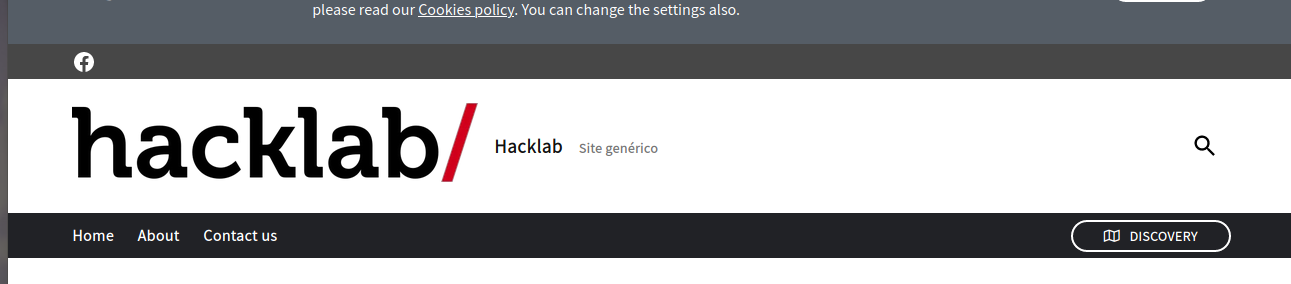 please read our Cookies policy. You can change the settings also.
hacklab/
Hacklab Site genérico
Home About Contact us DISCOVERY